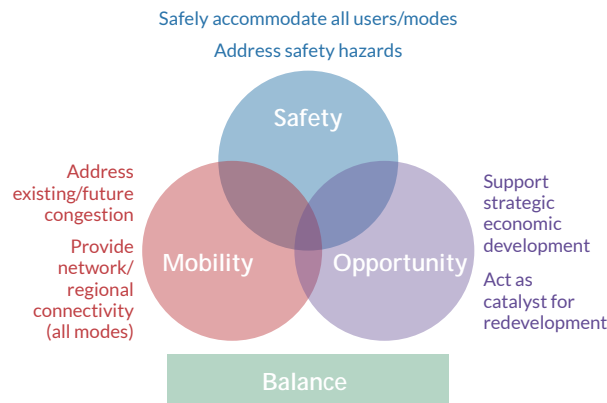 Safely accommodate all users/modes
Address safety hazards
Safety
Address
existing/future
congestion
Provide
network/
regional
connectivity
(all modes)
Mobility
Opportunity
Support
strategic
economic
development
Act as
catalyst for
redevelopment
Balance